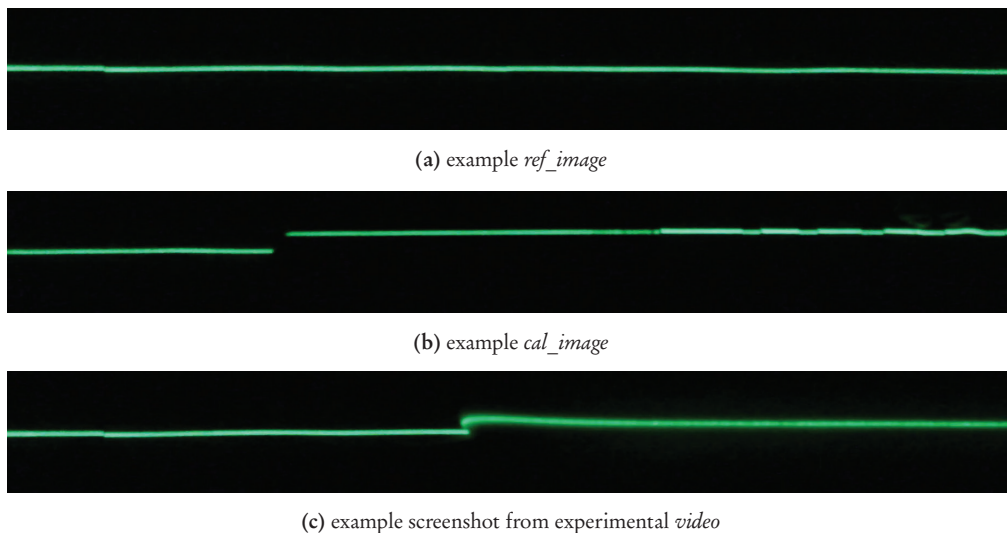 (a) example ref_image
(b) example cal_image
(c) example screenshot from experimental video